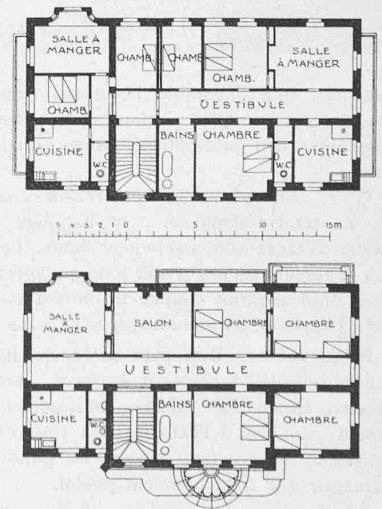 SALLE À
MANGER
CHAMB.
CHAMB.
CHAMB.
SALLE
À MANGER
CHAMB.
VESTIBULE
CUISINE
W.C.
BAINS
CHAMBRE
W.C.
CUISINE
5 4 3 2 1 0 5 10 15m
SALLE
À
MANGER
SALON
CHAMBRE
CHAMBRE
VESTIBULE
CUISINE
W.C.
BAINS
CHAMBRE
CHAMBRE